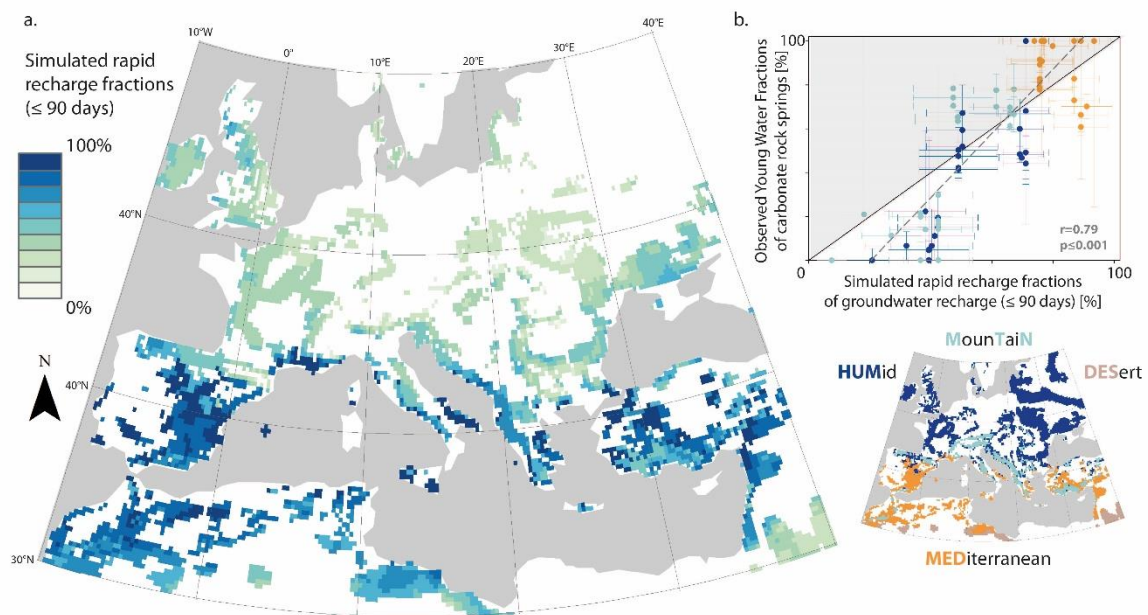 a.
Simulated rapid
recharge fractions
(≤ 90 days)
100%
0%
10°W
0°
10°E
20°E
30°E
40°E
40°N
40°N
30°N
N
b.
100
Observed Young Water Fractions
of carbonate rock springs [%]
0
r=0.79
p≤0.001
0
100
Simulated rapid recharge fractions
of groundwater recharge (≤ 90 days) [%]
MounTaiN
HUMid
DESert
MEDiterranean